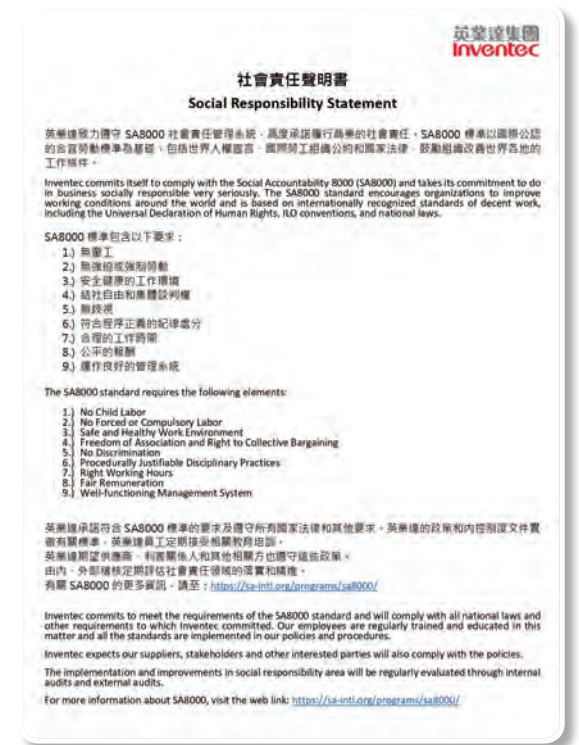 英業達集團
Inventec
社會責任聲明書
Social Responsibility Statement
英業達致力遵守 SA8000 社會責任管理系統，高度承諾履行商業的社會責任。SA8000 標準以國際公認
的合宜勞動標準為基礎，包括世界人權宣言、國際勞工組織公約和國家法律，鼓勵組織改善世界各地的
工作條件。
Inventec commits itself to comply with the Social Accountability 8000 (SA8000) and takes its commitment to do
in business socially responsible very seriously. The SA8000 standard encourages organizations to improve
working conditions around the world and is based on internationally recognized standards of decent work,
including the Universal Declaration of Human Rights, ILO conventions, and national laws.
SA8000 標準包含以下要求：
1.) 無童工
2.) 無強迫或強制勞動
3.) 安全健康的工作環境
4.) 結社自由和集體談判權
5.) 無歧視
6.) 符合程序正義的紀律處分
7.) 合理的工作時間
8.) 公平的報酬
9.) 運作良好的管理系統
The SA8000 standard requires the following elements:
1.) No Child Labor
2.) No Forced or Compulsory Labor
3.) Safe and Healthy Work Environment
4.) Freedom of Association and Right to Collective Bargaining
5.) No Discrimination
6.) Procedurally Justifiable Disciplinary Practices
7.) Right Working Hours
8.) Fair Remuneration
9.) Well-functioning Management System
英業達承諾符合 SA8000 標準的要求及遵守所有國家法律和其他要求。英業達的政策和內控制度文件貫
徹有關標準，英業達員工定期接受相關教育培訓。
英業達期望供應商、利害關係人和其他相關方也遵守這些政策。
由內、外部稽核定期評估社會責任領域的落實和精進。
有關 SA8000 的更多資訊，請至：https://sa-intl.org/programs/sa8000/
Inventec commits to meet the requirements of the SA8000 standard and will comply with all national laws and
other requirements to which Inventec committed. Our employees are regularly trained and educated in this
matter and all the standards are implemented in our policies and procedures.
Inventec expects our suppliers, stakeholders and other interested parties will also comply with the policies.
The implementation and improvements in social responsibility area will be regularly evaluated through internal
audits and external audits.
For more information about SA8000, visit the web link: https://sa-intl.org/programs/sa8000/